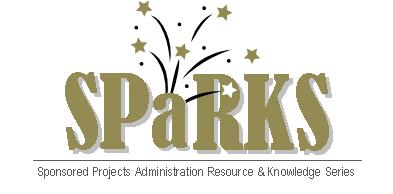 SPaRKS
Sponsored Projects Administration Resource & Knowledge Series